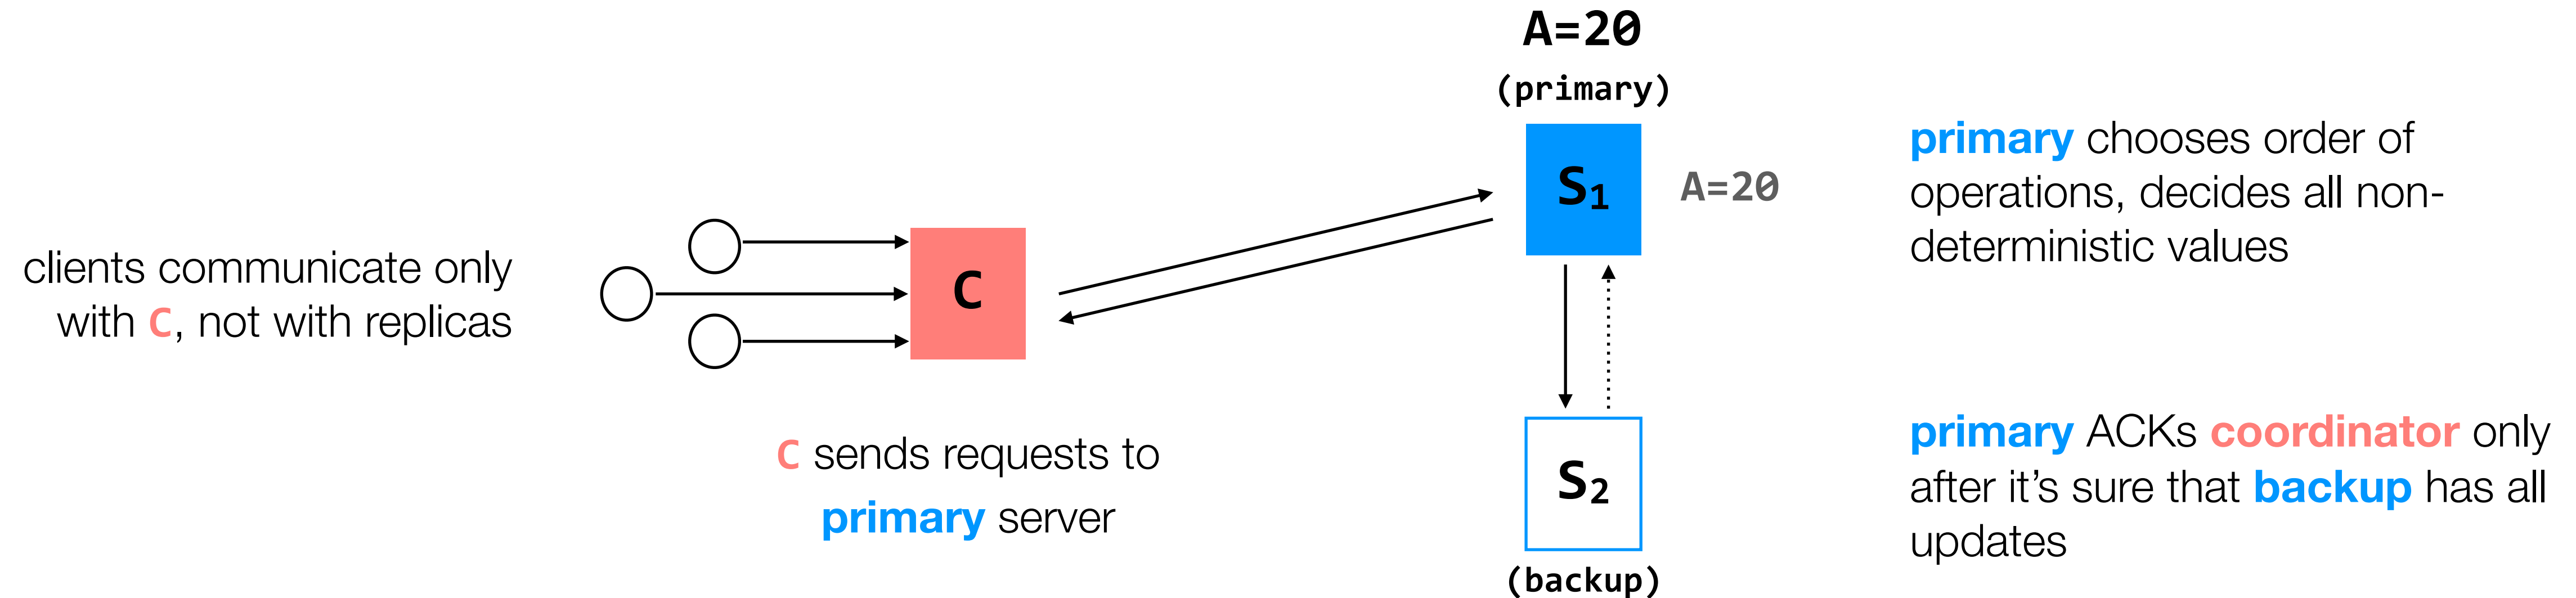 clients communicate only
with C, not with replicas
C
C sends requests to
primary server
A=20
(primary)
S1
A=20
S2
(backup)
primary chooses order of
operations, decides all non-
deterministic values
primary ACKs coordinator only
after it’s sure that backup has all
updates